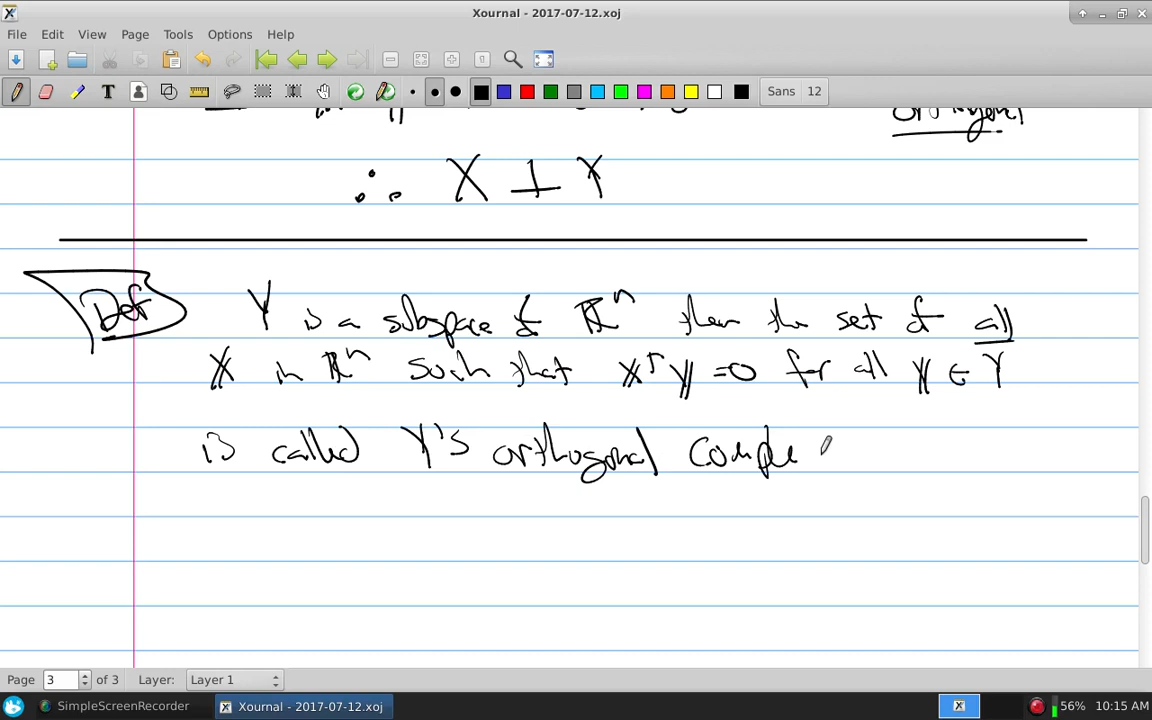 Xournal - 2017-07-12.xoj
File Edit View Page Tools Options Help
Sans 12
orthogonal
∴ X ⊥ Y
Def Y is a subspace of ℝⁿ then the set of all
X in ℝⁿ such that xᵀy = 0 for all y ∈ Y
is called Y's orthogonal comple
Page 3 of 3 Layer: Layer 1
SimpleScreenRecorder Xournal - 2017-07-12.xoj 56% 10:15 AM